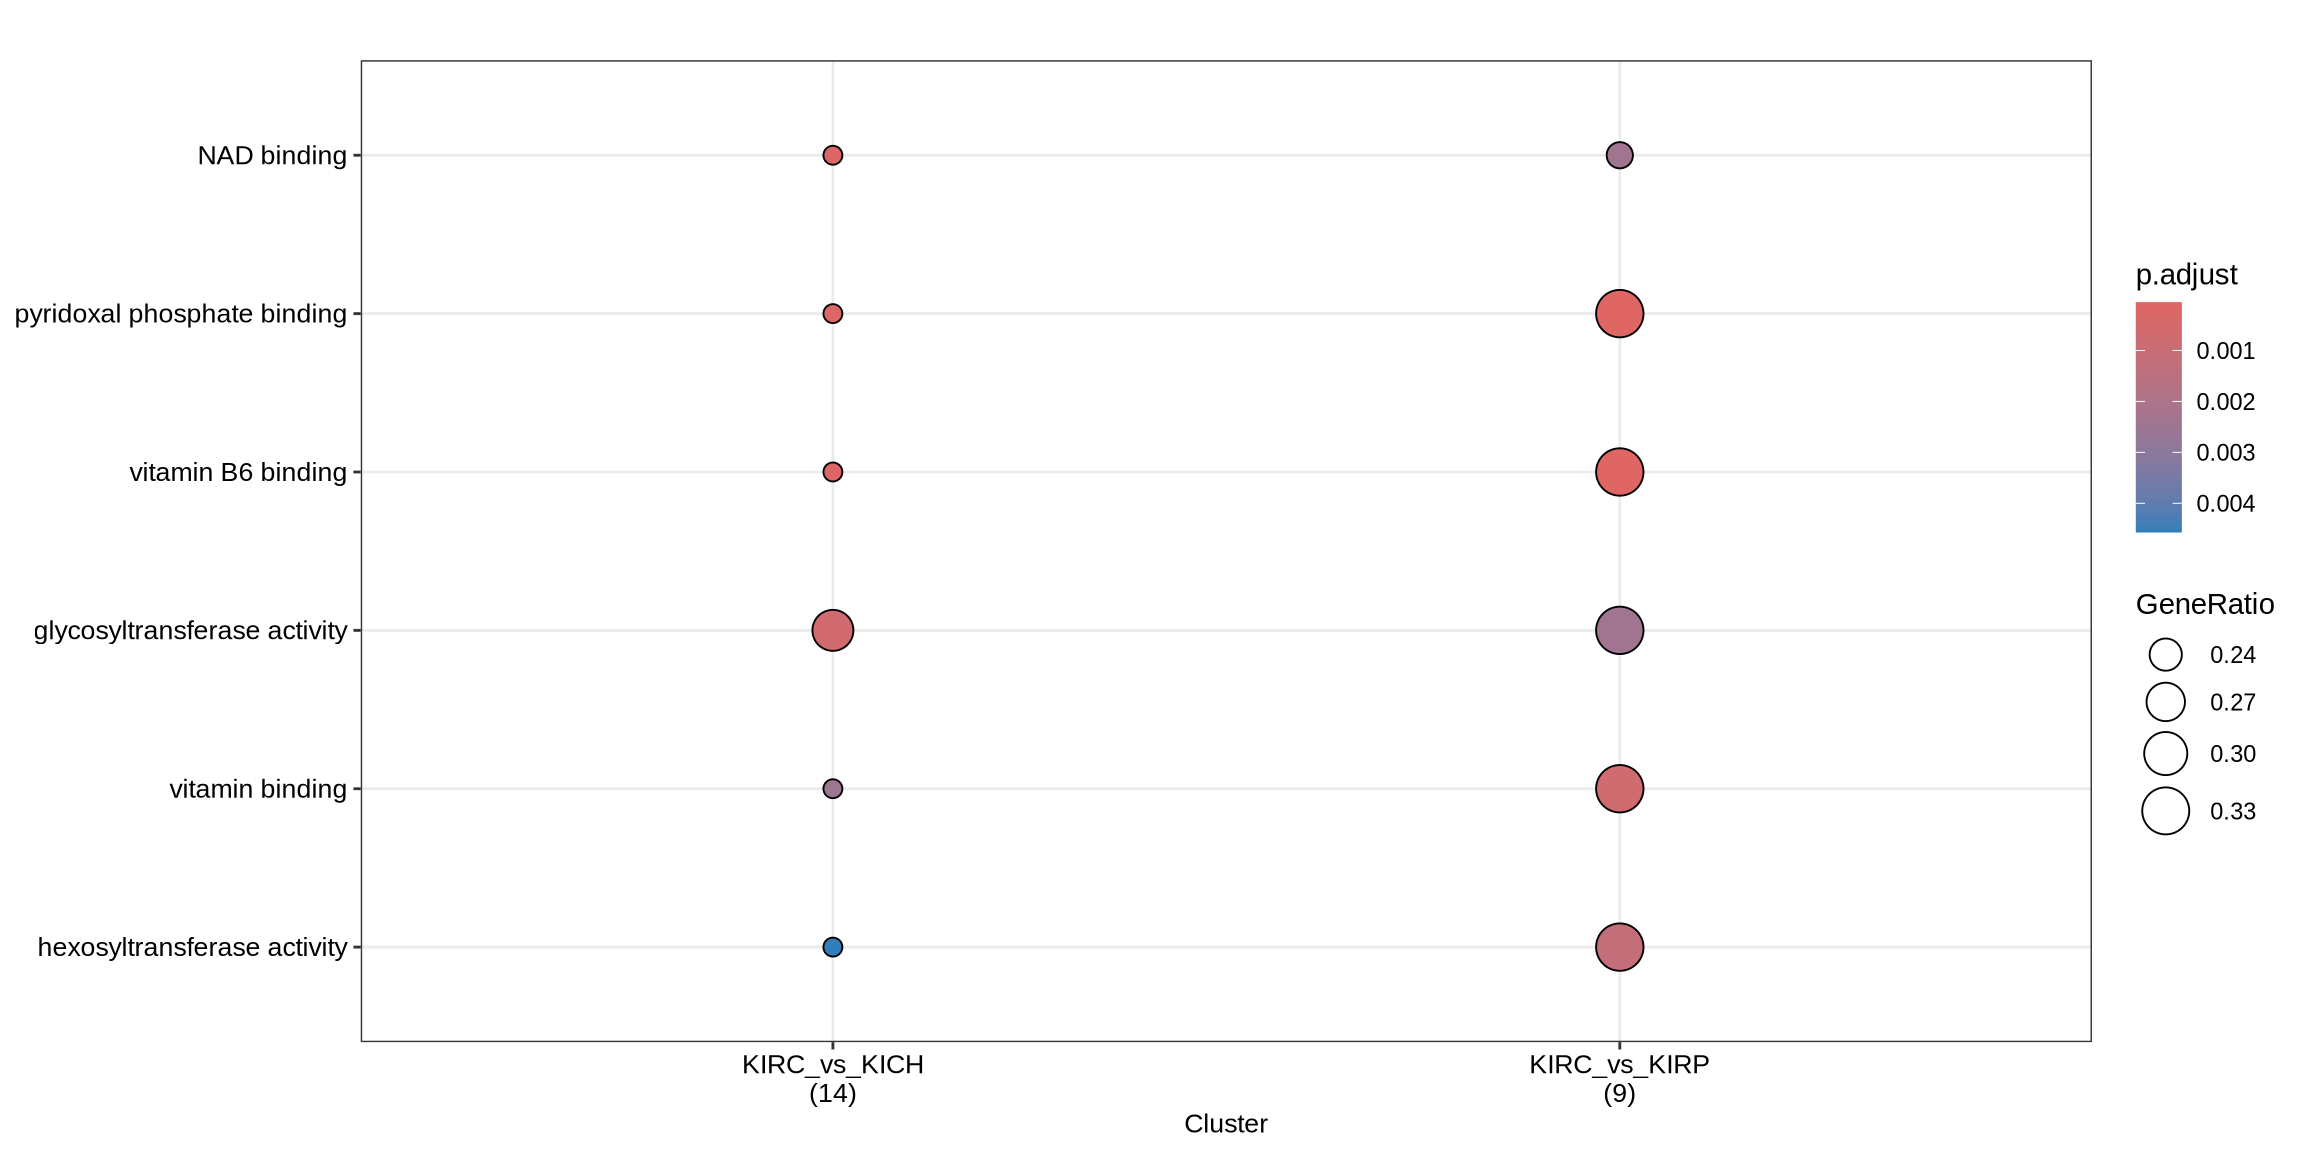 NAD binding
pyridoxal phosphate binding
vitamin B6 binding
glycosyltransferase activity
vitamin binding
hexosyltransferase activity
KIRC_vs_KICH
(14)
KIRC_vs_KIRP
(9)
Cluster
p.adjust
0.001
0.002
0.003
0.004
GeneRatio
0.24
0.27
0.30
0.33